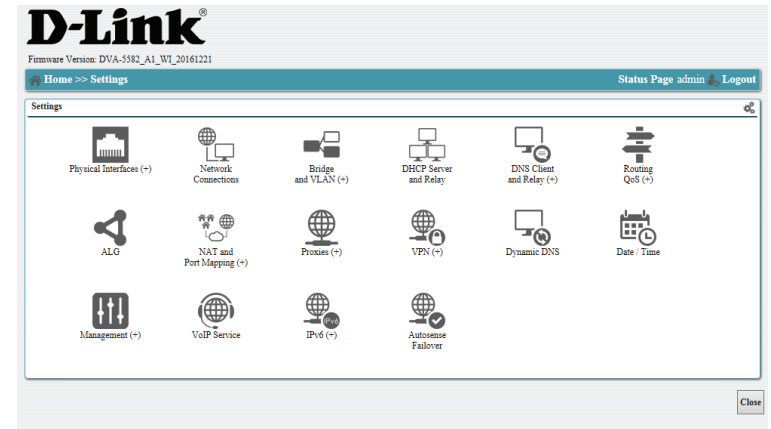 D-Link®
Firmware Version: DVA-5582_A1_WI_20161221
Home >> Settings
Status Page admin Logout
Settings
Physical Interfaces (+)
Network
Connections
Bridge
and VLAN (+)
DHCP Server
and Relay
DNS Client
and Relay (+)
Routing
QoS (+)
ALG
NAT and
Port Mapping (+)
Proxies (+)
VPN (+)
Dynamic DNS
Date / Time
Management (+)
VoIP Service
IPv6
IPv6 (+)
Autosense
Failover
Close